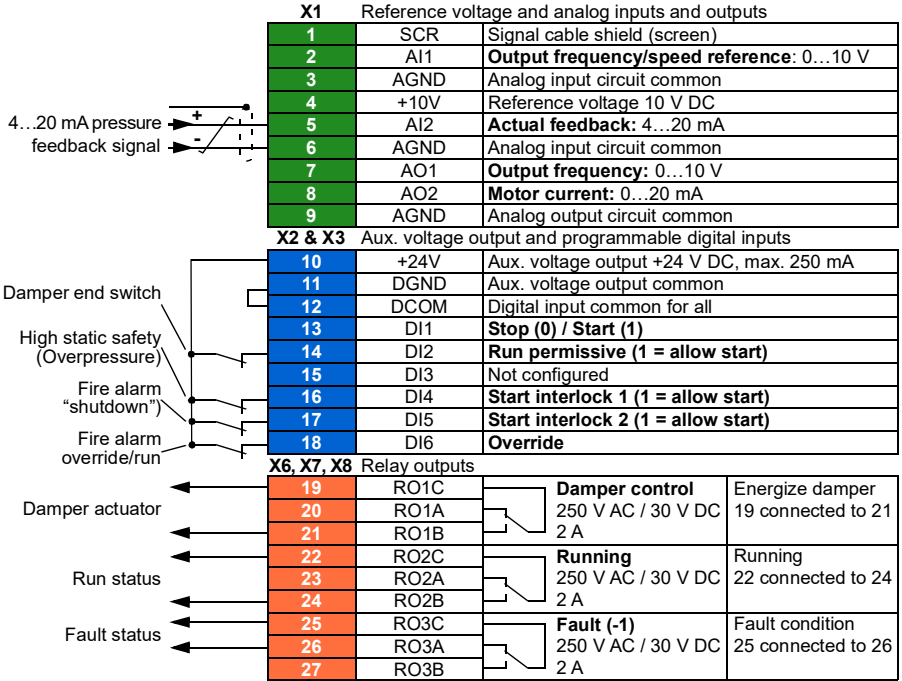 X1 Reference voltage and analog inputs and outputs
1 SCR Signal cable shield (screen)
2 AI1 Output frequency/speed reference: 0…10 V
3 AGND Analog input circuit common
4 +10V Reference voltage 10 V DC
4…20 mA pressure + 5 AI2 Actual feedback: 4…20 mA
feedback signal - 6 AGND Analog input circuit common
7 AO1 Output frequency: 0…10 V
8 AO2 Motor current: 0…20 mA
9 AGND Analog output circuit common
X2 & X3 Aux. voltage output and programmable digital inputs
10 +24V Aux. voltage output +24 V DC, max. 250 mA
Damper end switch 11 DGND Aux. voltage output common
12 DCOM Digital input common for all
High static safety 13 DI1 Stop (0) / Start (1)
(Overpressure) 14 DI2 Run permissive (1 = allow start)
15 DI3 Not configured
Fire alarm 16 DI4 Start interlock 1 (1 = allow start)
“shutdown”) 17 DI5 Start interlock 2 (1 = allow start)
Fire alarm 18 DI6 Override
override/run
X6, X7, X8 Relay outputs
19 RO1C Damper control Energize damper
Damper actuator 20 RO1A 250 V AC / 30 V DC 19 connected to 21
21 RO1B 2 A
22 RO2C Running Running
Run status 23 RO2A 250 V AC / 30 V DC 22 connected to 24
24 RO2B 2 A
25 RO3C Fault (-1) Fault condition
Fault status 26 RO3A 250 V AC / 30 V DC 25 connected to 26
27 RO3B 2 A